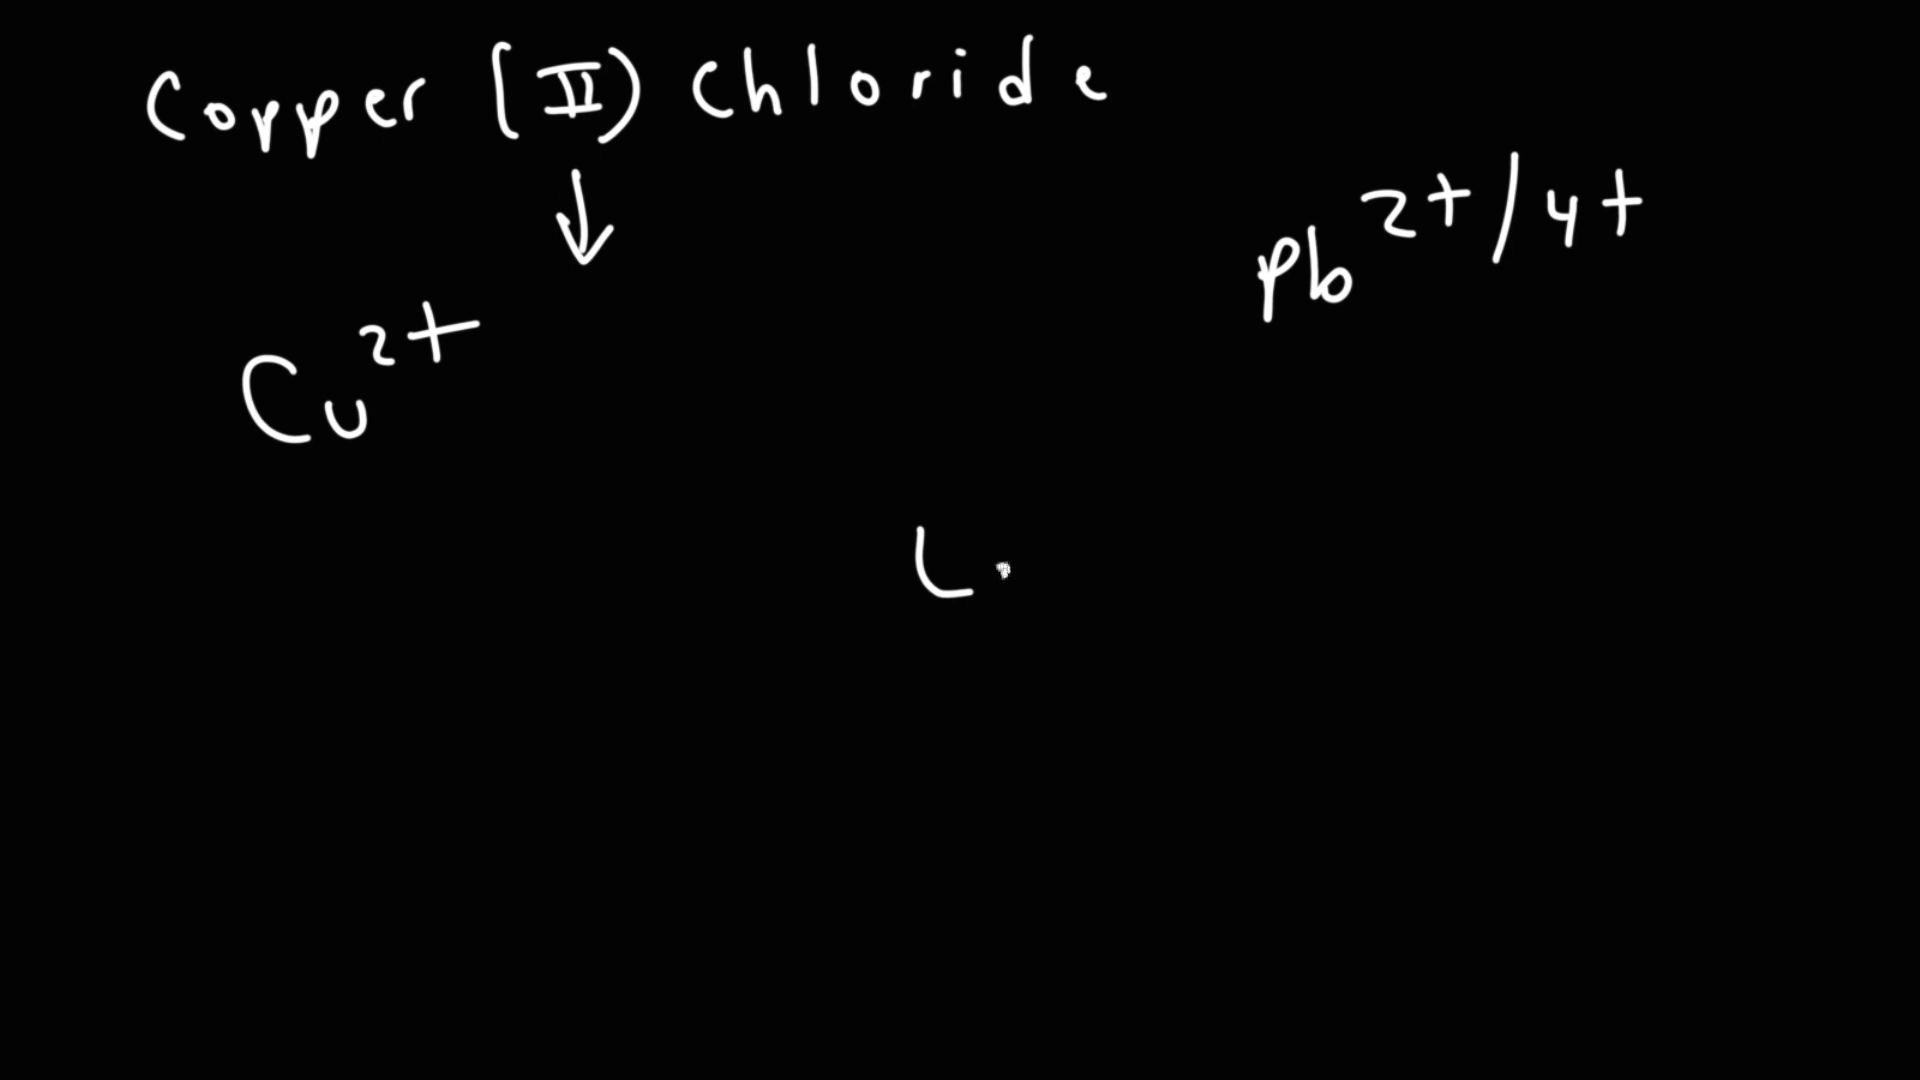 Copper (II) Chloride
Pb²⁺/⁴⁺
Cu²⁺
L